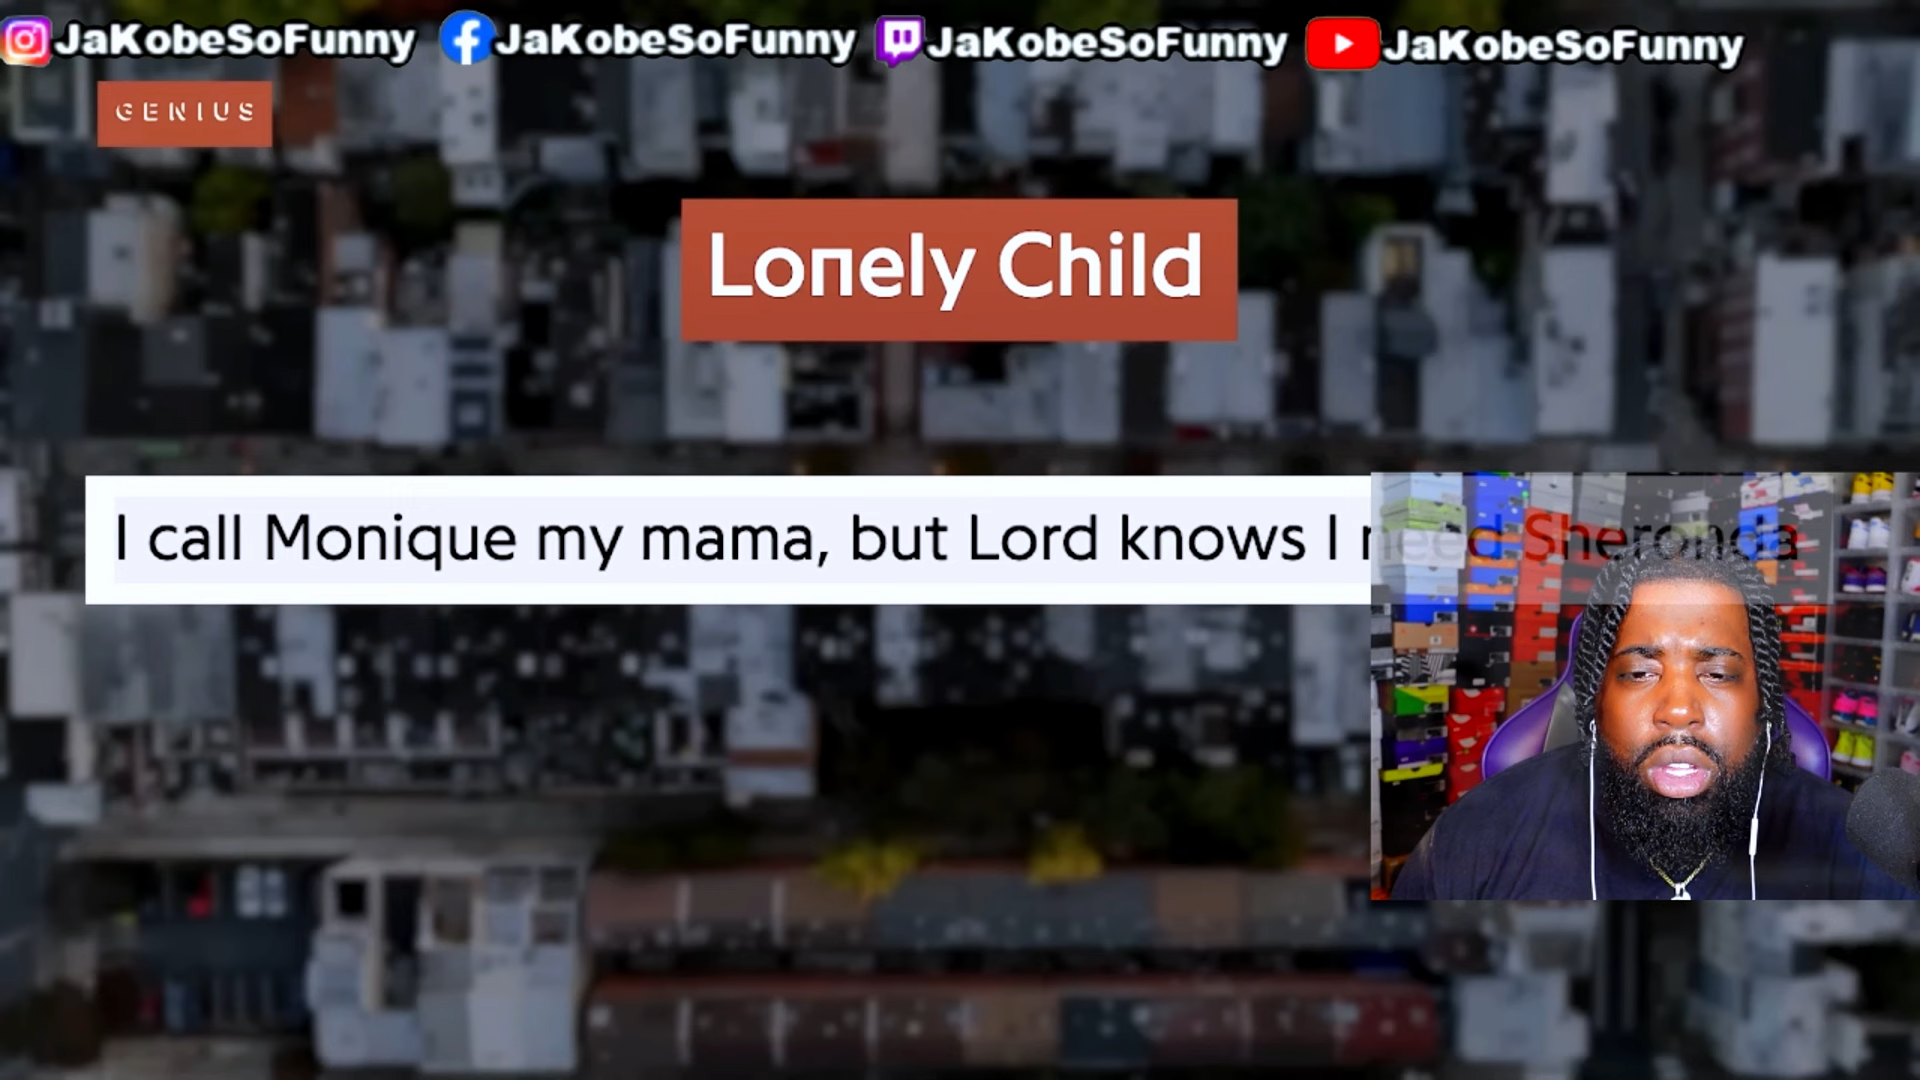 JaKobeSoFunny JaKobeSoFunny JaKobeSoFunny JaKobeSoFunny
GENIUS
Lonely Child
I call Monique my mama, but Lord knows I need Sheronda